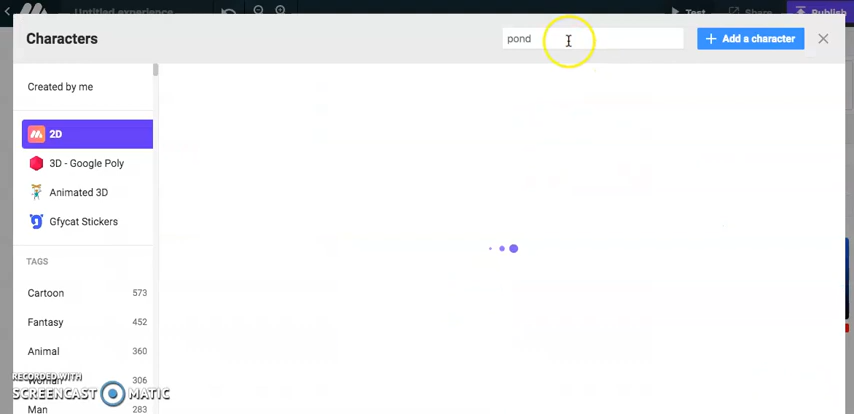 Untitled experience
Test
Share
Publish
Characters
pond
Add a character
Created by me
2D
3D - Google Poly
Animated 3D
Gfycat Stickers
TAGS
Cartoon 573
Fantasy 452
Animal 360
Woman 306
Man 283
RECORDED WITH
SCREENCAST MATIC